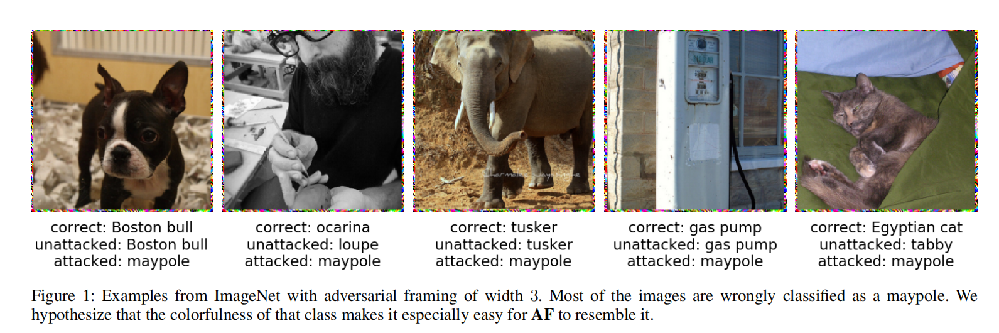 correct: Boston bull
unattacked: Boston bull
attacked: maypole
correct: ocarina
unattacked: loupe
attacked: maypole
correct: tusker
unattacked: tusker
attacked: maypole
correct: gas pump
unattacked: gas pump
attacked: maypole
correct: Egyptian cat
unattacked: tabby
attacked: maypole
Figure 1: Examples from ImageNet with adversarial framing of width 3. Most of the images are wrongly classified as a maypole. We
hypothesize that the colorfulness of that class makes it especially easy for AF to resemble it.